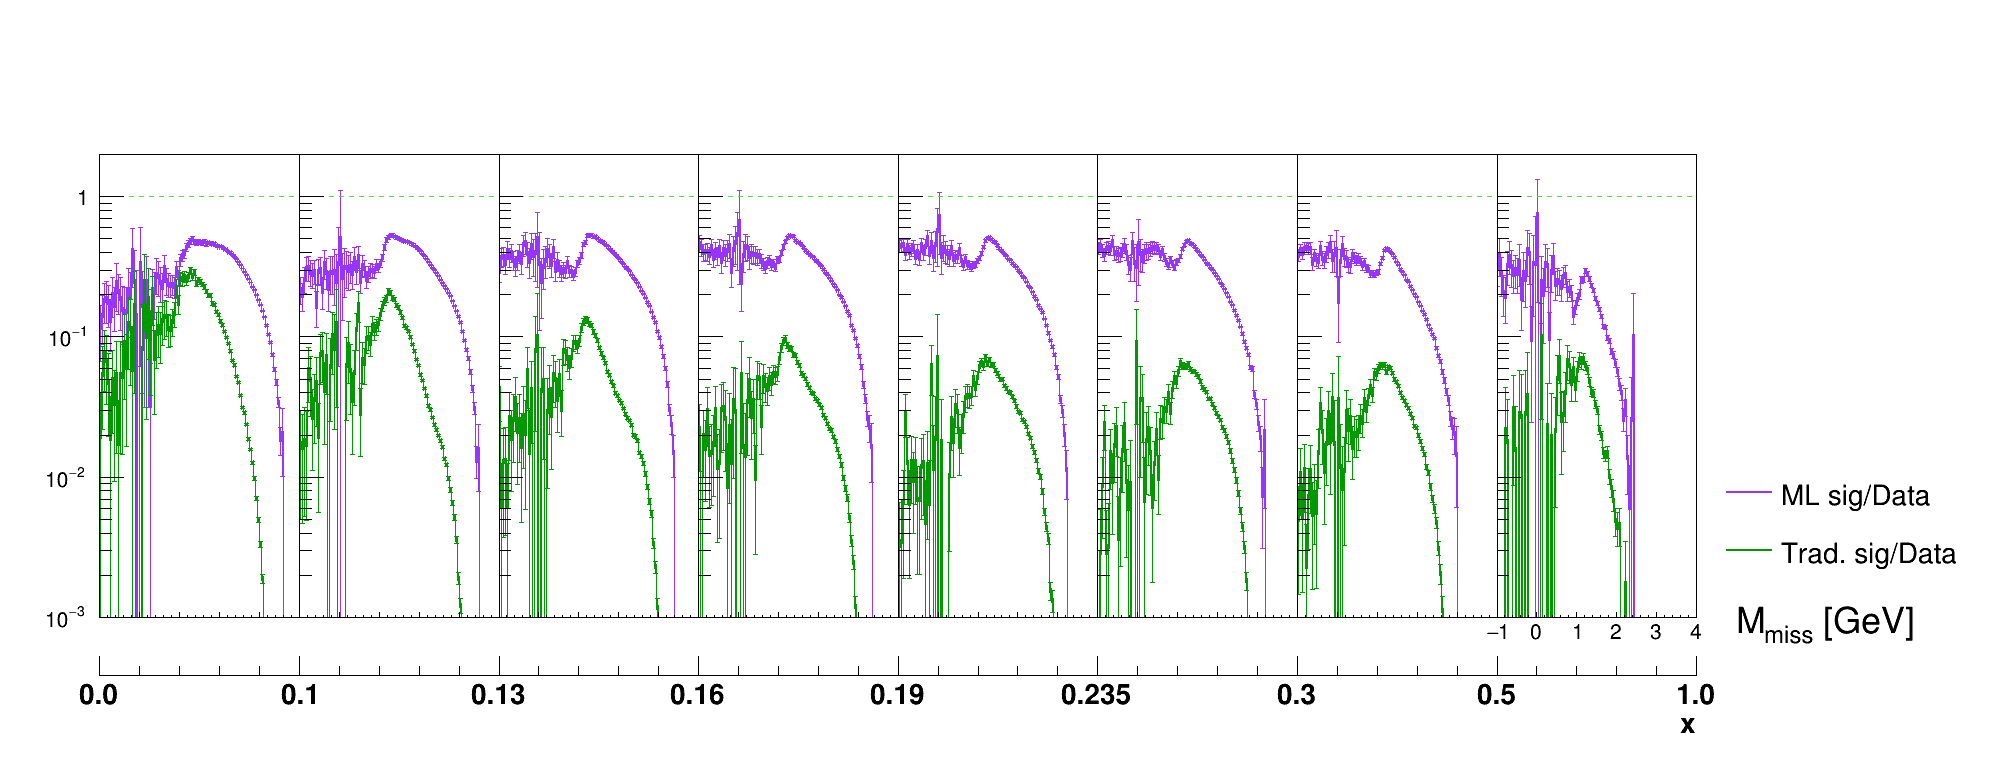 1
10⁻¹
10⁻²
10⁻³
ML sig/Data
Trad. sig/Data
−1 0 1 2 3 4
M_miss [GeV]
0.0 0.1 0.13 0.16 0.19 0.235 0.3 0.5 1.0
x